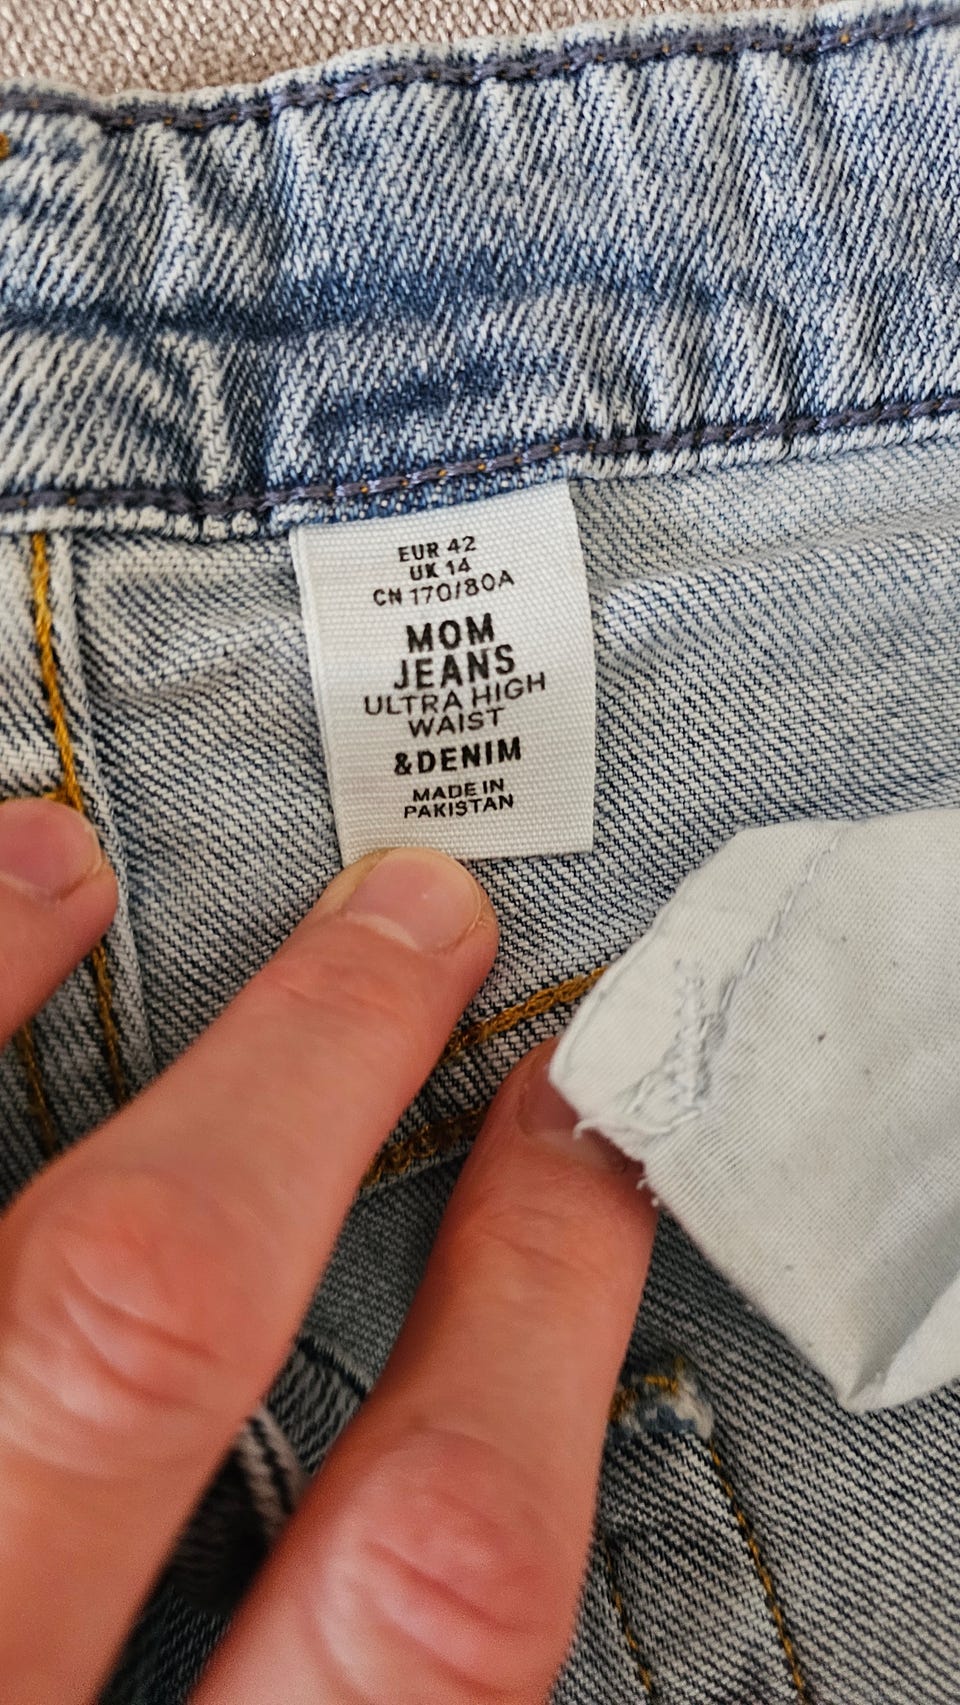 EUR 42
UK 14
CN 170/80A
MOM
JEANS
ULTRA HIGH
WAIST
&DENIM
MADE IN
PAKISTAN